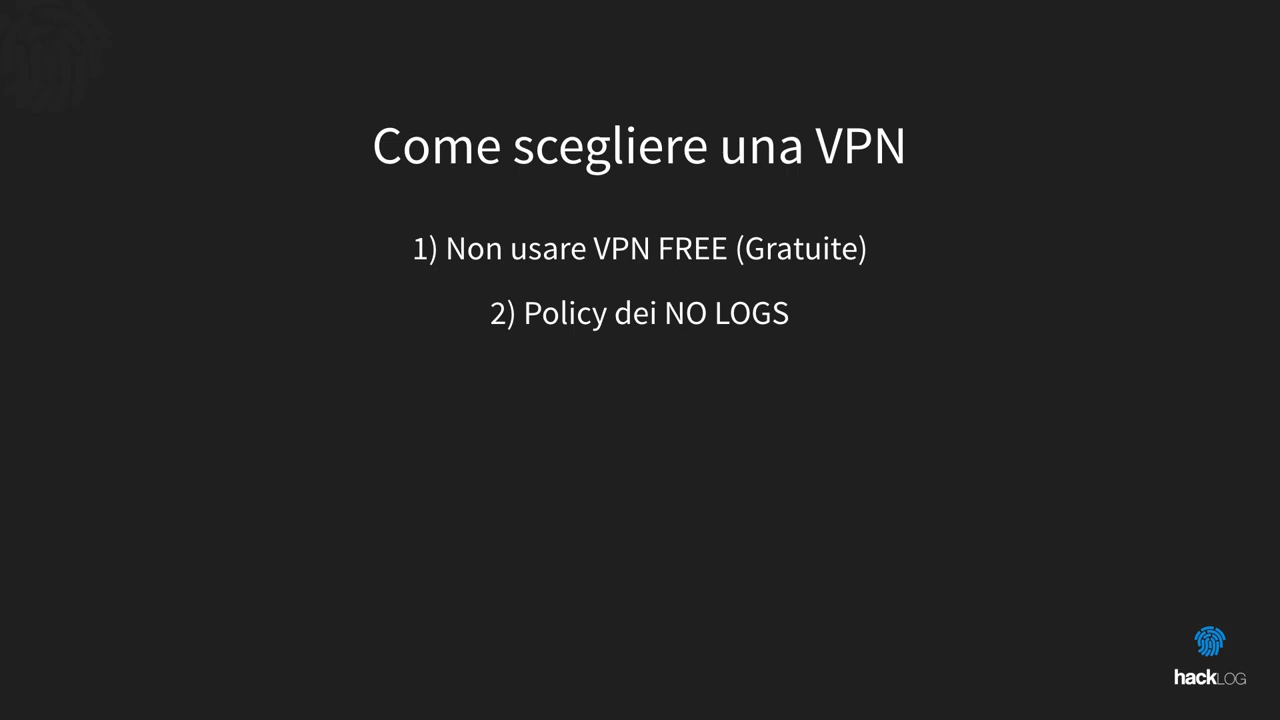 Come scegliere una VPN
1) Non usare VPN FREE (Gratuite)
2) Policy dei NO LOGS
hackLOG